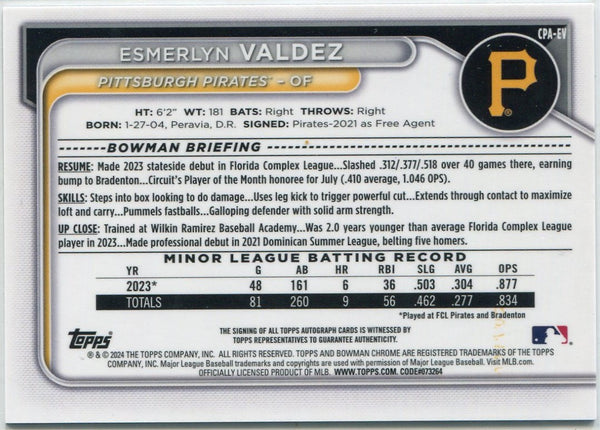 CPA-EV
ESMERLYN VALDEZ
PITTSBURGH PIRATES™ – OF
P®
HT: 6'2" WT: 181 BATS: Right THROWS: Right
BORN: 1-27-04, Peravia, D.R. SIGNED: Pirates-2021 as Free Agent
BOWMAN BRIEFING
RESUME: Made 2023 stateside debut in Florida Complex League...Slashed .312/.377/.518 over 40 games there, earning
bump to Bradenton...Circuit's Player of the Month honoree for July (.410 average, 1.046 OPS).
SKILLS: Steps into box looking to do damage...Uses leg kick to trigger powerful cut...Extends through contact to maximize
loft and carry...Pummels fastballs...Galloping defender with solid arm strength.
UP CLOSE: Trained at Wilkin Ramirez Baseball Academy...Was 2.0 years younger than average Florida Complex League
player in 2023...Made professional debut in 2021 Dominican Summer League, belting five homers.
MINOR LEAGUE BATTING RECORD
YR G AB HR RBI SLG AVG OPS
2023* 48 161 6 36 .503 .304 .877
TOTALS 81 260 9 56 .462 .277 .834
*Played at FCL Pirates and Bradenton
Topps
THE SIGNING OF ALL TOPPS AUTOGRAPH CARDS IS WITNESSED BY
TOPPS REPRESENTATIVES TO GUARANTEE AUTHENTICITY.
® & © 2024 THE TOPPS COMPANY, INC. ALL RIGHTS RESERVED. TOPPS AND BOWMAN CHROME ARE REGISTERED TRADEMARKS OF THE TOPPS
COMPANY, INC. Major League Baseball trademarks and copyrights are used with permission of Major League Baseball. Visit MLB.com.
OFFICIALLY LICENSED PRODUCT OF MLB. WWW.TOPPS.COM. CODE#073264